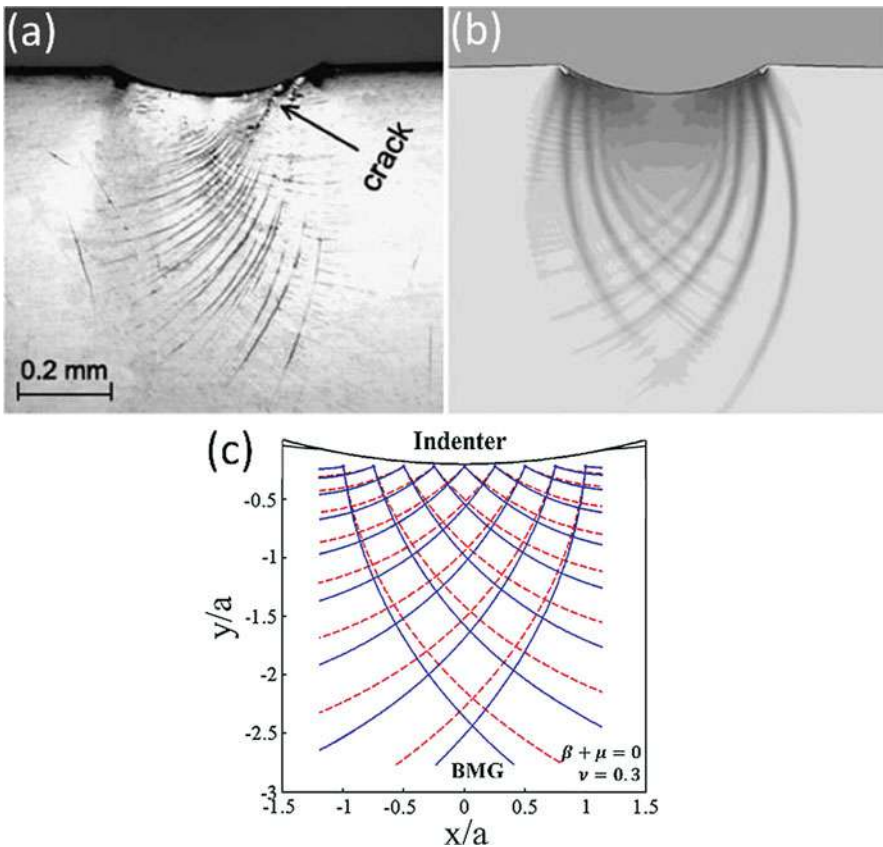 (a)
crack
0.2 mm
(b)
(c)
Indenter
-0.5
-1
-1.5
-2
-2.5
-3
y/a
BMG
β + μ = 0
ν = 0.3
-1.5 -1 -0.5 0 0.5 1 1.5
x/a